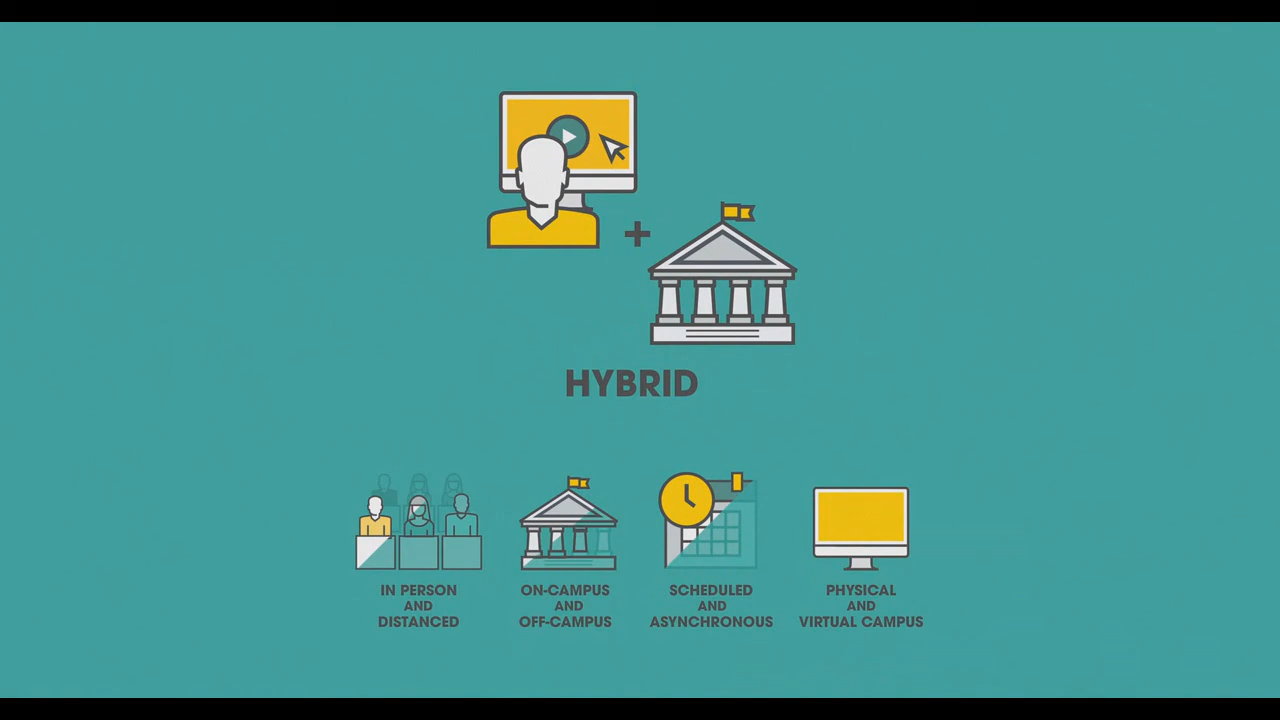 HYBRID
IN PERSON
AND
DISTANCED
ON-CAMPUS
AND
OFF-CAMPUS
SCHEDULED
AND
ASYNCHRONOUS
PHYSICAL
AND
VIRTUAL CAMPUS